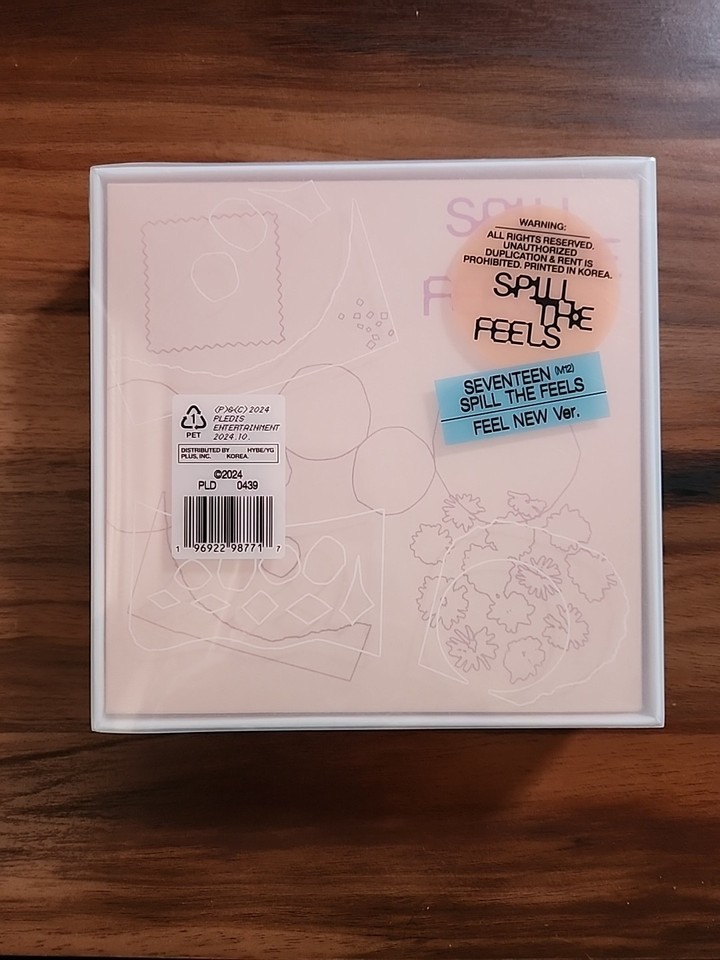 SPILL
WARNING:
ALL RIGHTS RESERVED.
UNAUTHORIZED
DUPLICATION & RENT IS
PROHIBITED. PRINTED IN KOREA.
SPILL
THE
FEELS
SEVENTEEN (M12)
SPILL THE FEELS
FEEL NEW Ver.
1
PET
(P)&(C) 2024
PLEDIS
ENTERTAINMENT
2024.10.
DISTRIBUTED BY HYBE/YG
PLUS, INC. KOREA.
©2024
PLD 0439
1 96922 98771 7